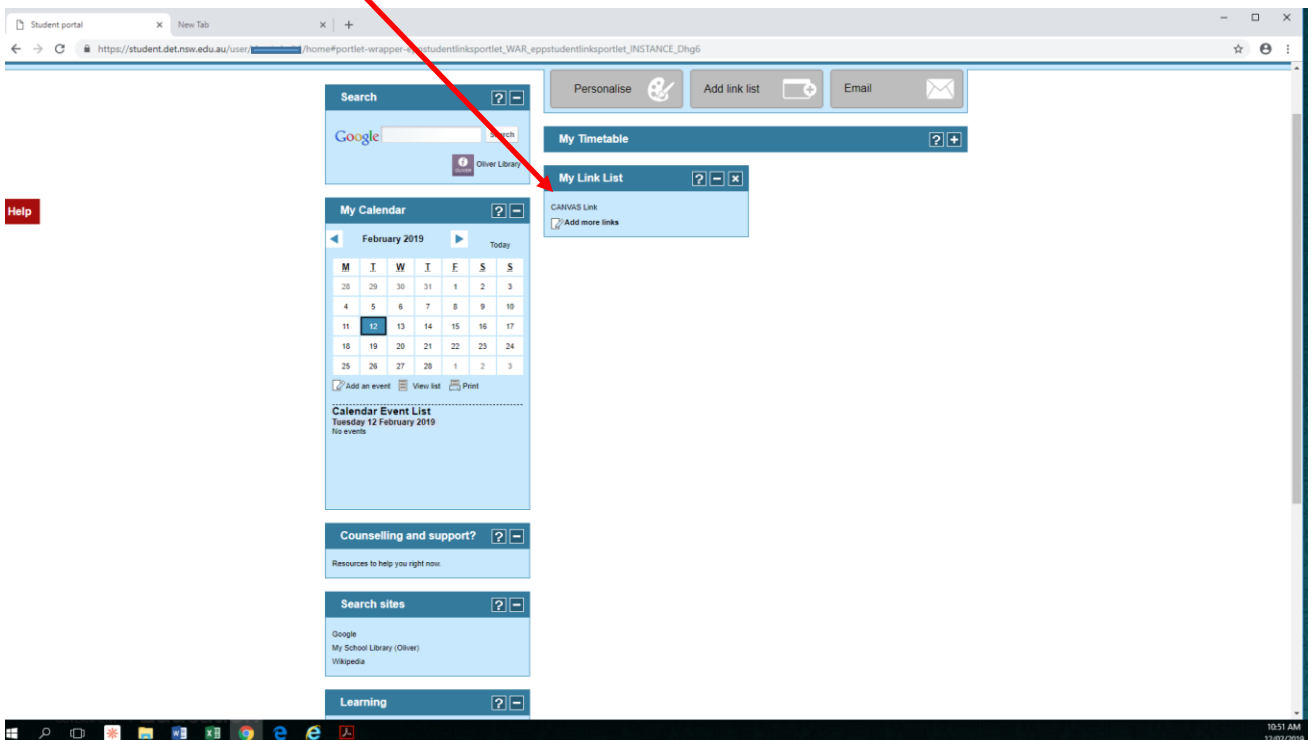 Student portal
New Tab
https://student.det.nsw.edu.au/user/ /home#portlet-wrapper-eppstudentlinksportlet_WAR_eppstudentlinksportlet_INSTANCE_Dhg6
Personalise
Add link list
Email
Search
Google
Search
OLIVER
Oliver Library
My Timetable
My Link List
CANVAS Link
Add more links
Help
My Calendar
February 2019
Today
M T W T F S S
28 29 30 31 1 2 3
4 5 6 7 8 9 10
11 12 13 14 15 16 17
18 19 20 21 22 23 24
25 26 27 28 1 2 3
Add an event View list Print
Calendar Event List
Tuesday 12 February 2019
No events
Counselling and support?
Resources to help you right now.
Search sites
Google
My School Library (Oliver)
Wikipedia
Learning
10:51 AM
12/02/2019